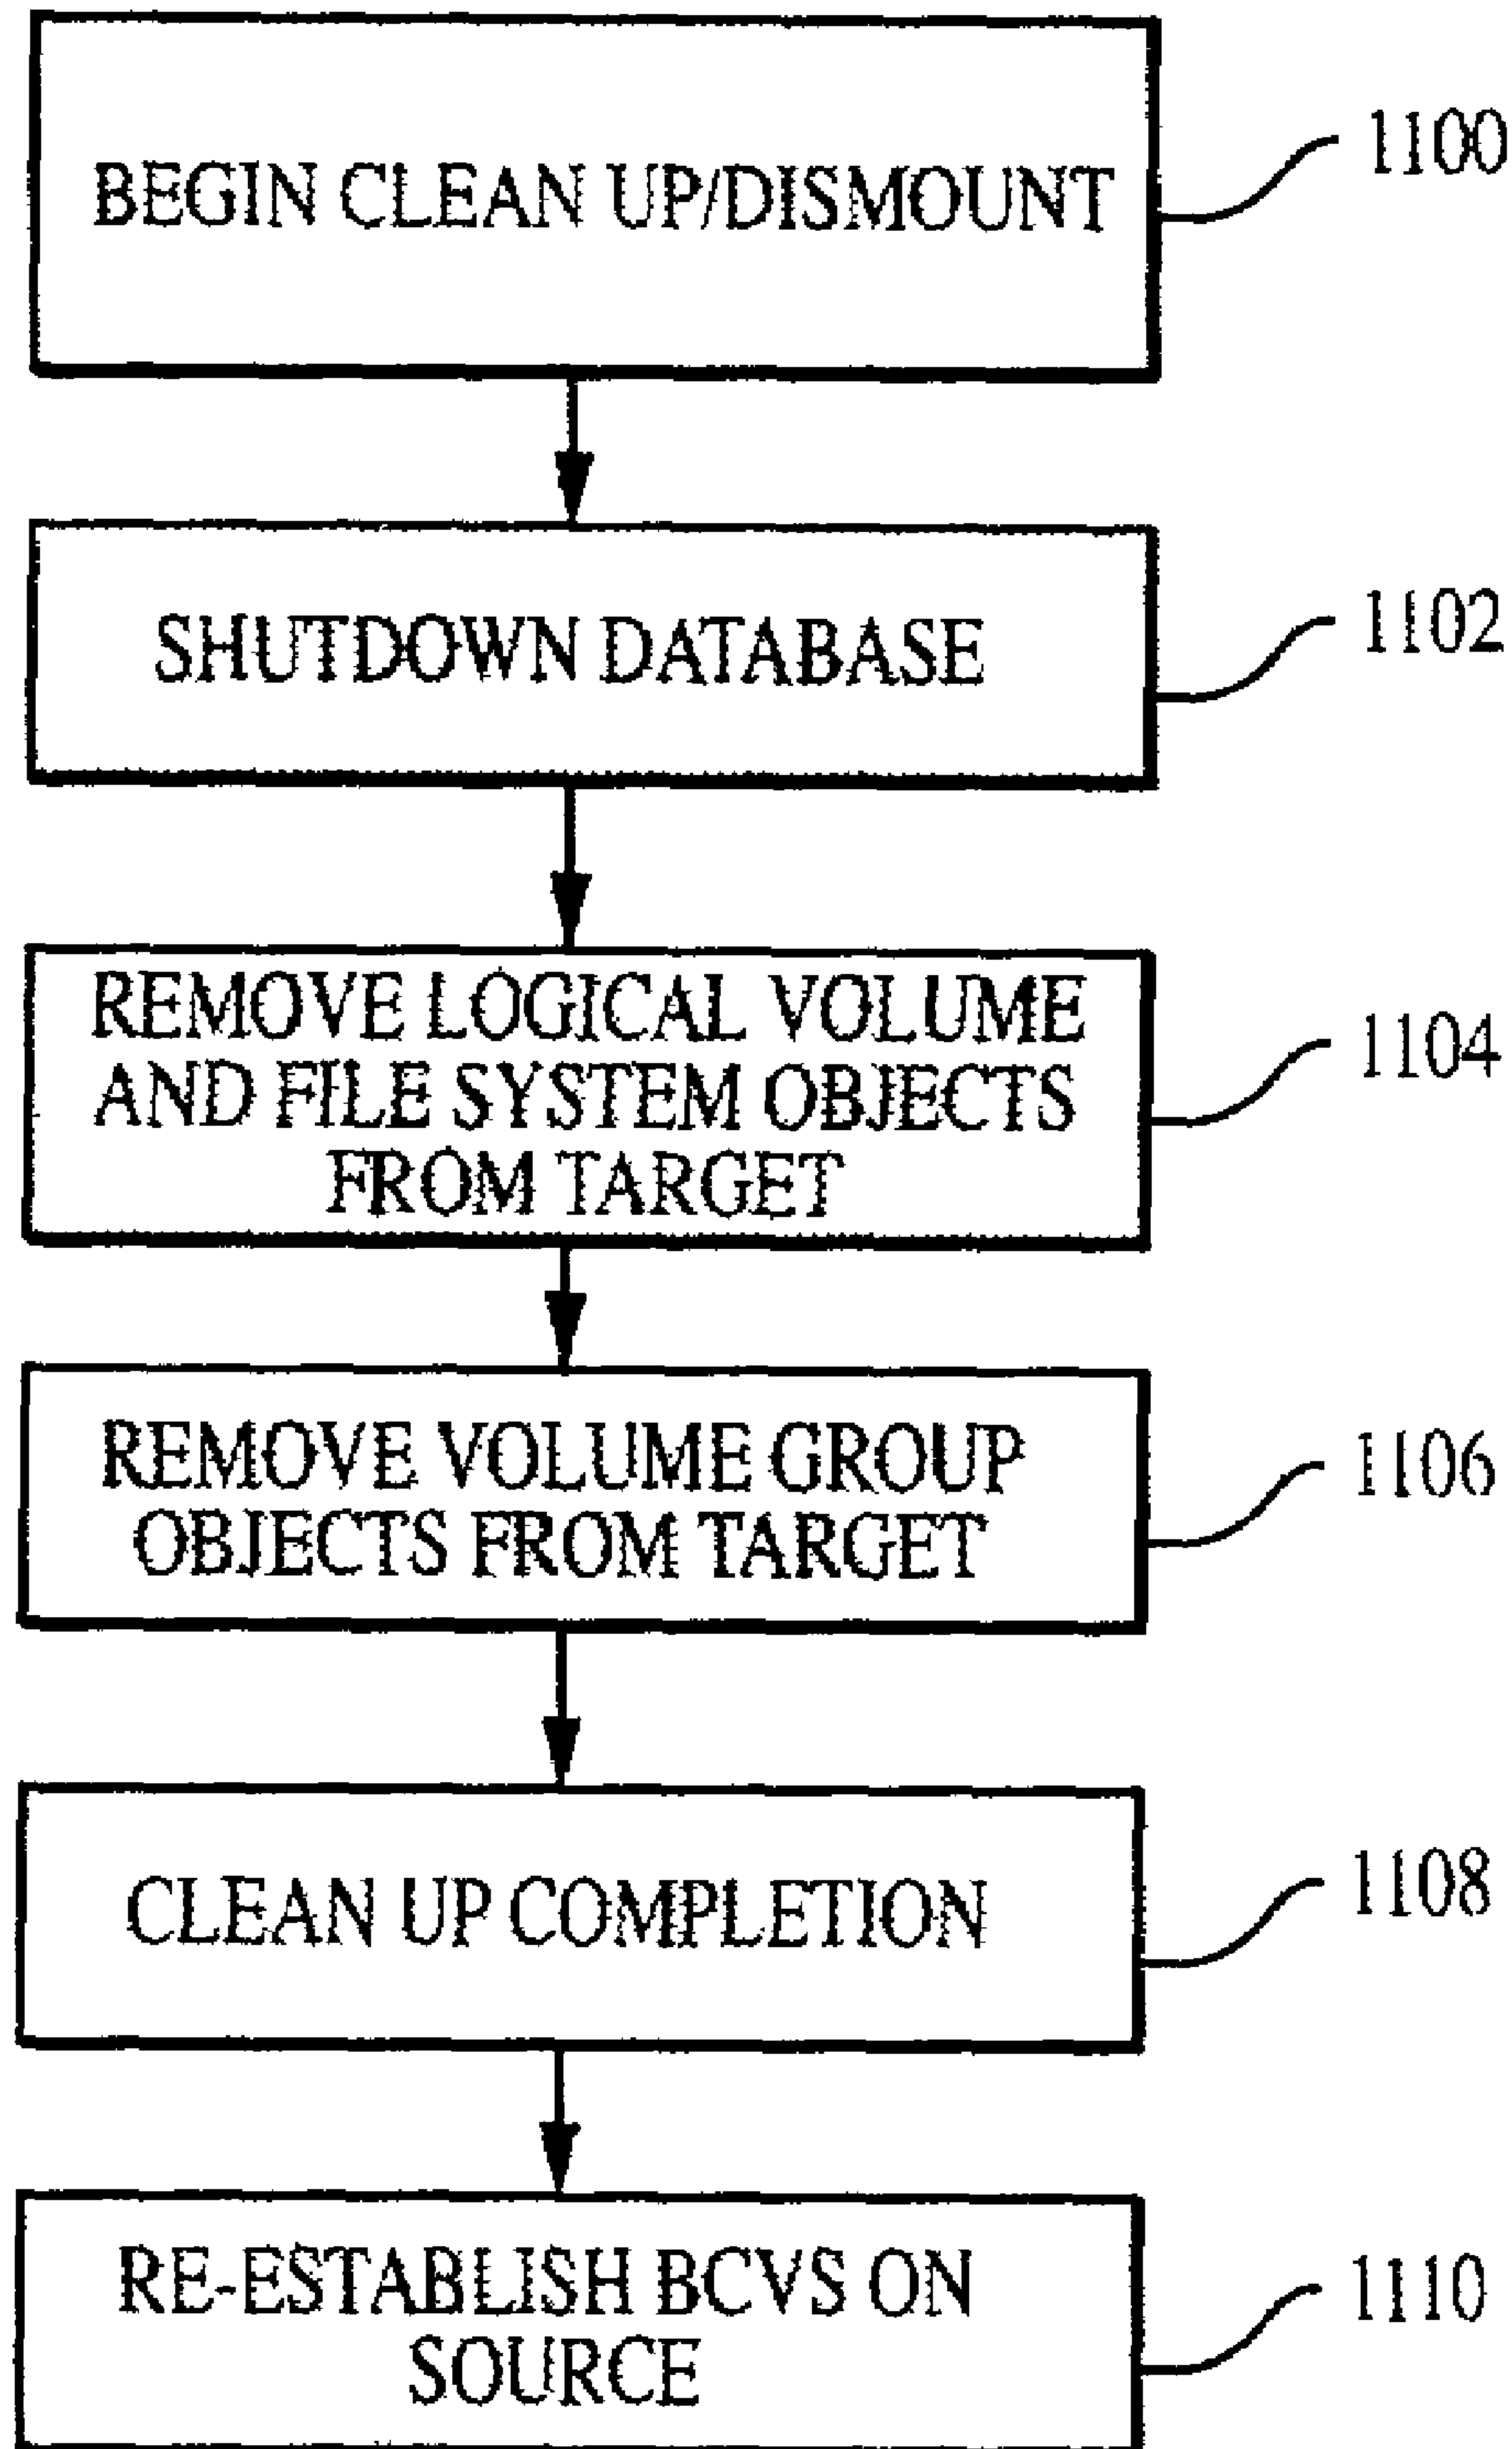 BEGIN CLEAN UP/DISMOUNT
1100
SHUTDOWN DATABASE
1102
REMOVE LOGICAL VOLUME
AND FILE SYSTEM OBJECTS
FROM TARGET
1104
REMOVE VOLUME GROUP
OBJECTS FROM TARGET
1106
CLEAN UP COMPLETION
1108
RE-ESTABLISH BCVS ON
SOURCE
1110